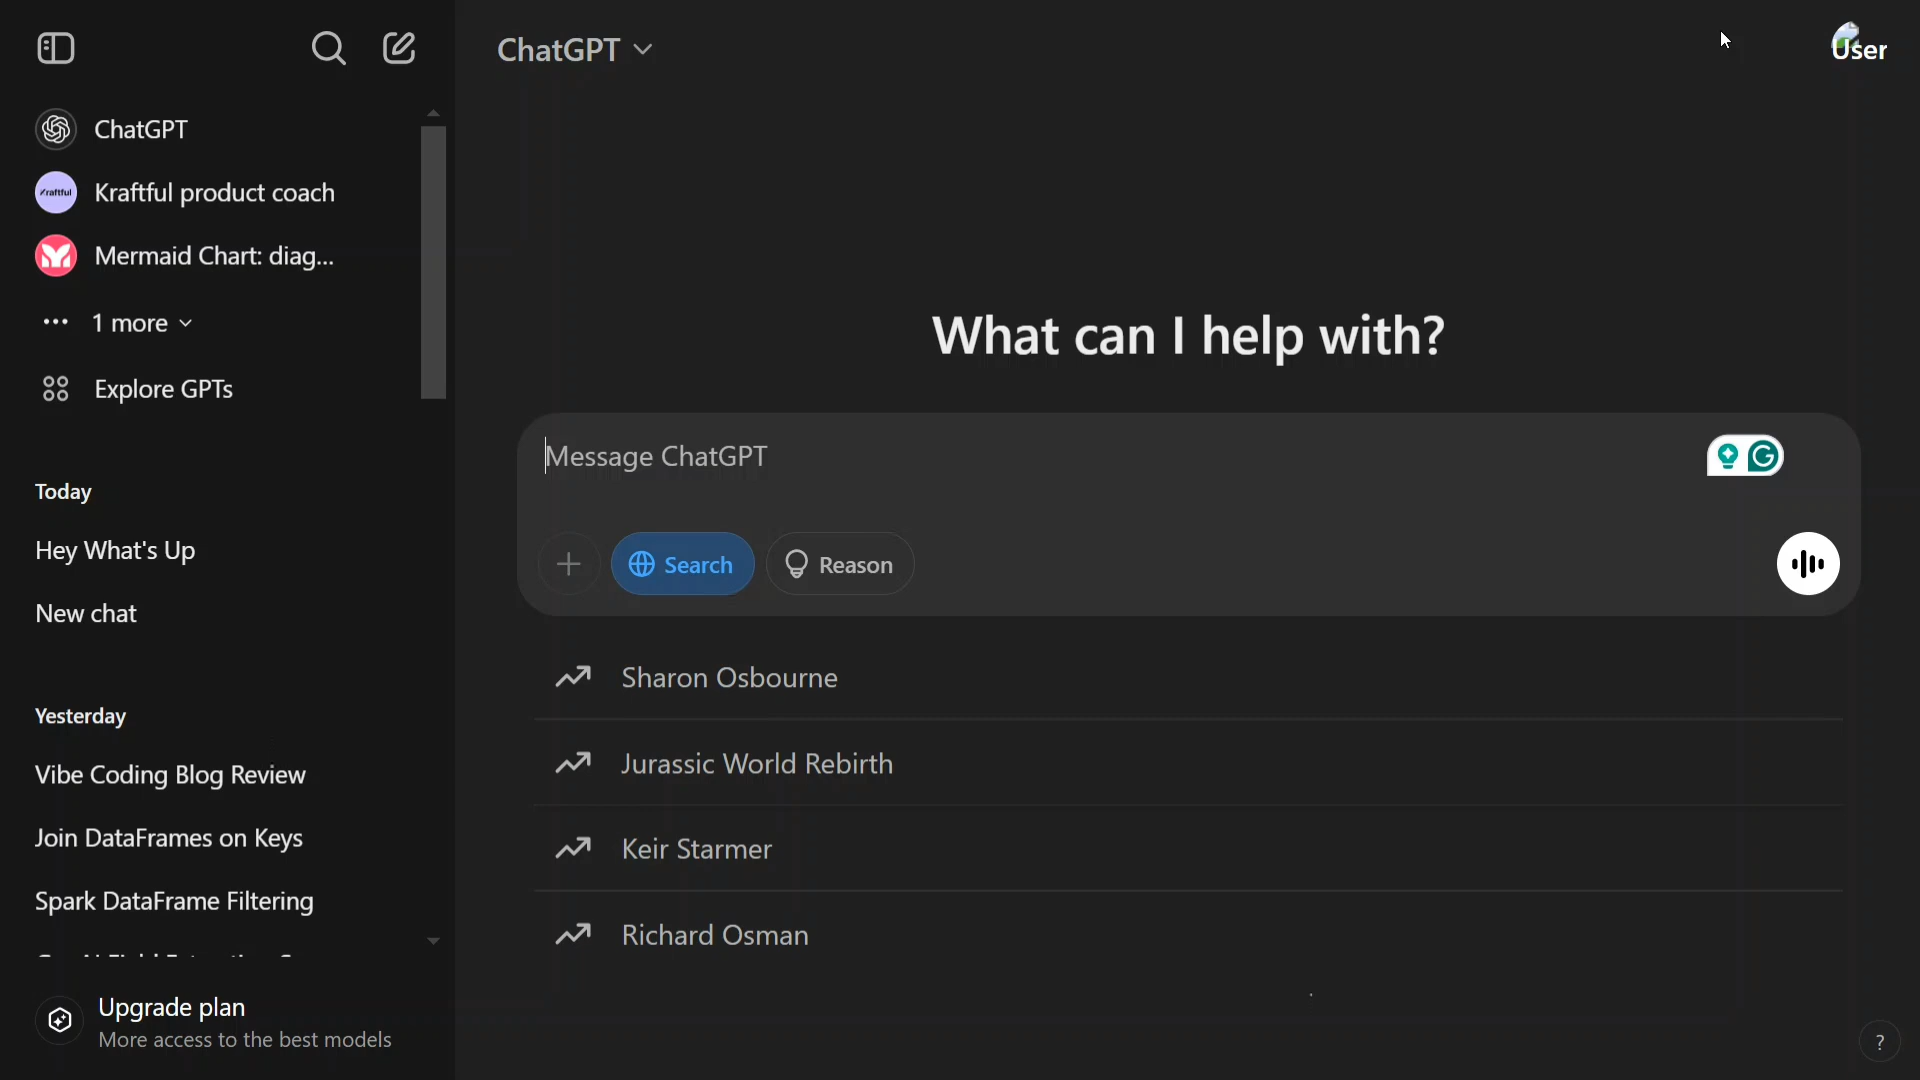 ChatGPT
User
ChatGPT
Kraftful
Kraftful product coach
Mermaid Chart: diag...
1 more
Explore GPTs
Today
Hey What's Up
New chat
Yesterday
Vibe Coding Blog Review
Join DataFrames on Keys
Spark DataFrame Filtering
Upgrade plan
More access to the best models
What can I help with?
Message ChatGPT
Search
Reason
Sharon Osbourne
Jurassic World Rebirth
Keir Starmer
Richard Osman
?